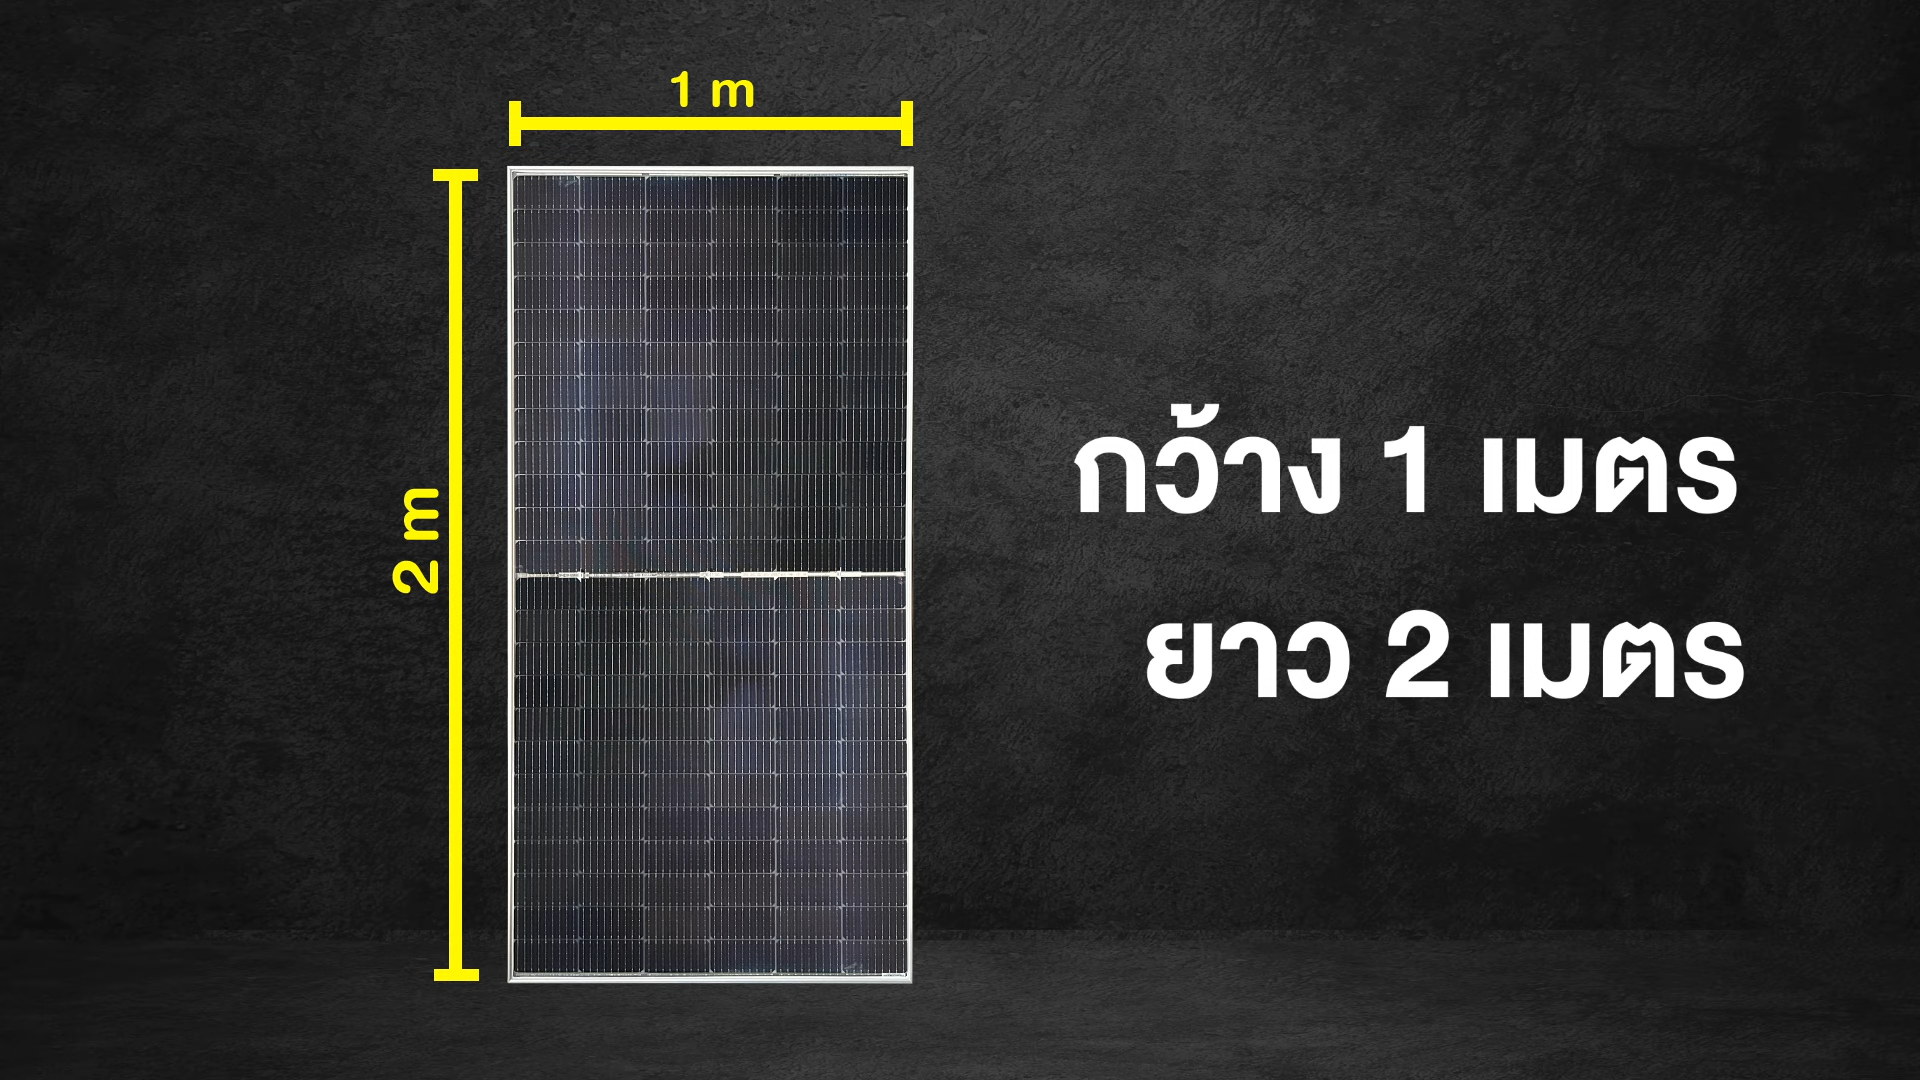 1 m
2 m
กว้าง 1 เมตร
ยาว 2 เมตร